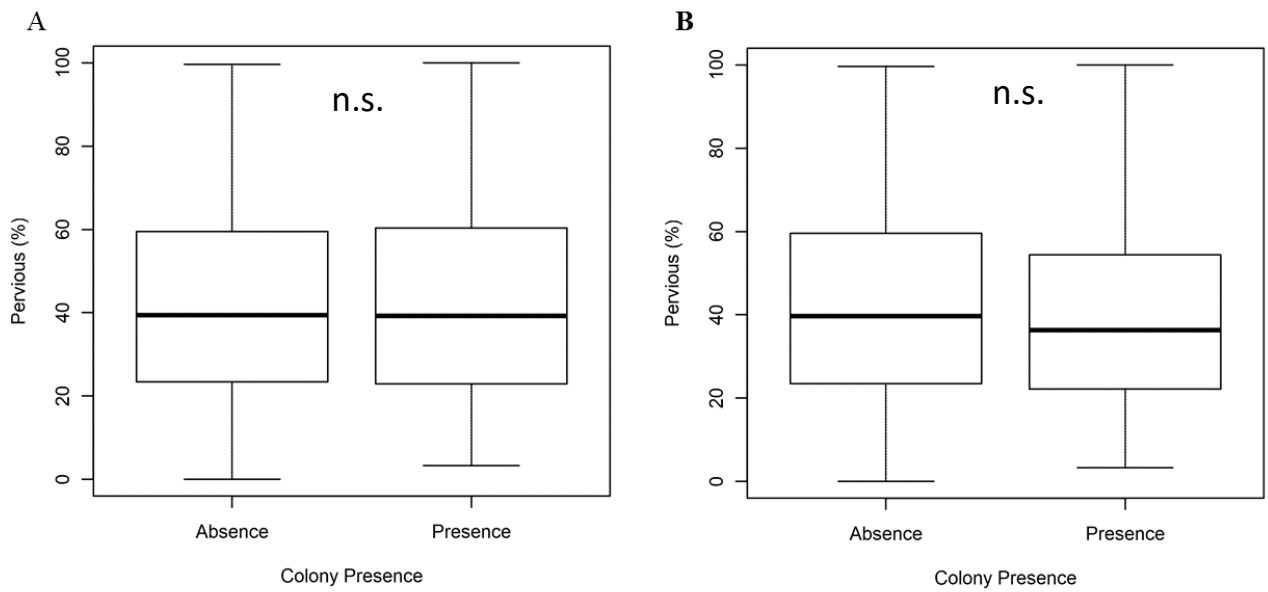 A
n.s.
Pervious (%)
100
80
60
40
20
0
Absence
Presence
Colony Presence
B
n.s.
Pervious (%)
100
80
60
40
20
0
Absence
Presence
Colony Presence